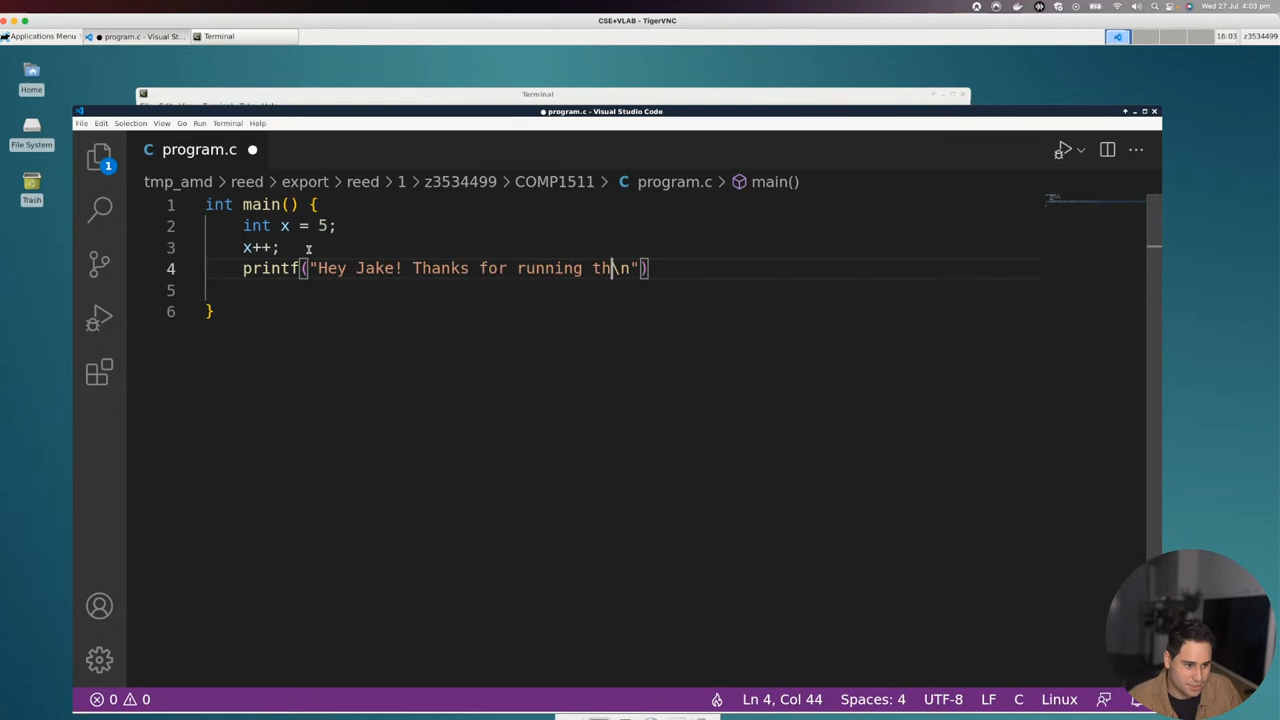 Wed 27 Jul 4:03 pm
CSE+VLAB - TigerVNC
Applications Menu
● program.c - Visual St...
Terminal
16:03
z3534499
Home
File System
Trash
Terminal
● program.c - Visual Studio Code
File Edit Selection View Go Run Terminal Help
1
C program.c ●
tmp_amd > reed > export > reed > 1 > z3534499 > COMP1511 > C program.c > main()
1 int main() {
2 int x = 5;
3 x++;
4 printf("Hey Jake! Thanks for running th\n")
5
6 }
0 0
Ln 4, Col 44
Spaces: 4
UTF-8
LF
C
Linux